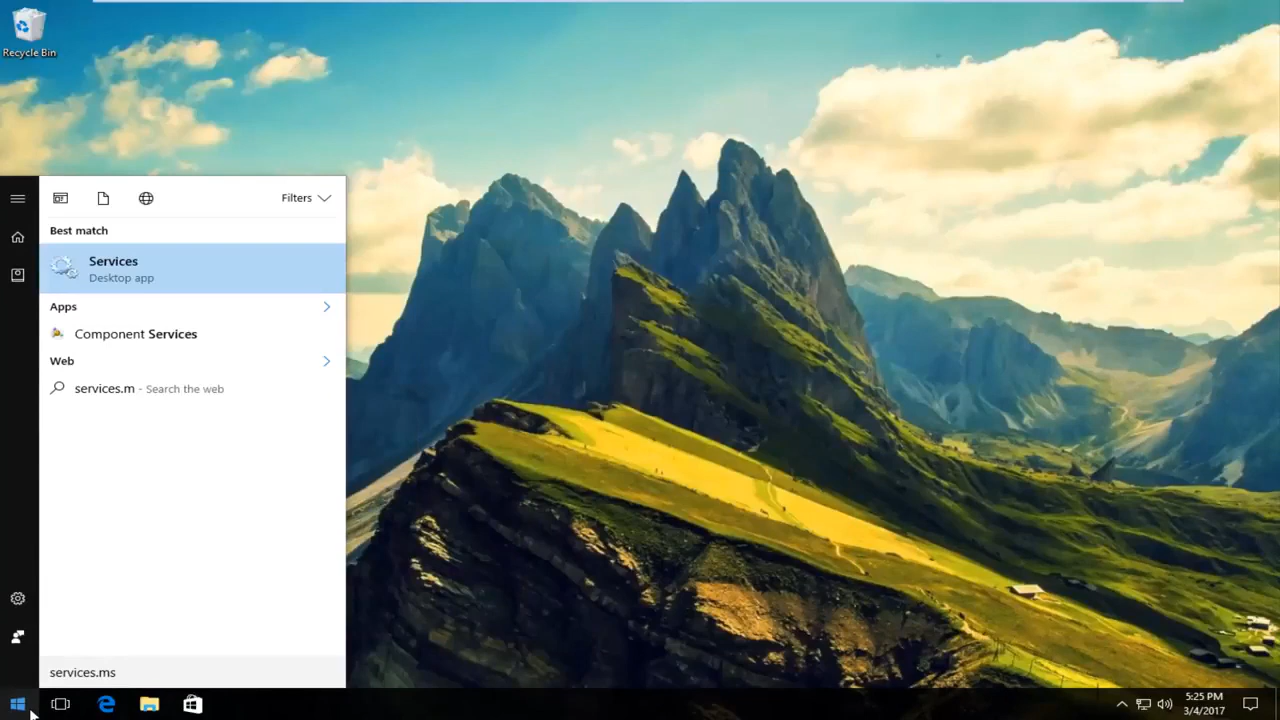 Recycle Bin
Filters
Best match
Services
Desktop app
Apps
Component Services
Web
services.m - Search the web
services.ms
5:25 PM
3/4/2017